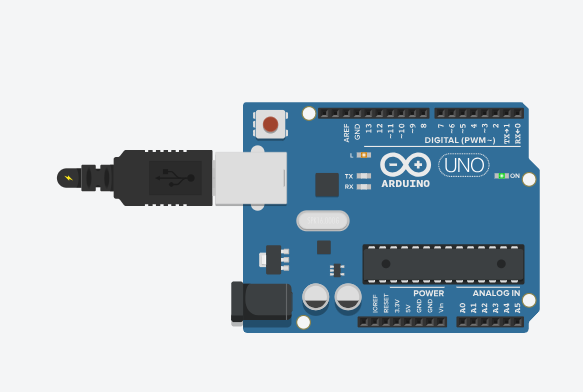 AREF
GND
13
12
~11
~10
~9
8
7
~6
~5
4
~3
2
TX→1
RX←0
DIGITAL (PWM~)
L
TX
RX
ARDUINO
UNO
ON
POWER
ANALOG IN
IOREF
RESET
3.3V
5V
GND
GND
Vin
A0
A1
A2
A3
A4
A5